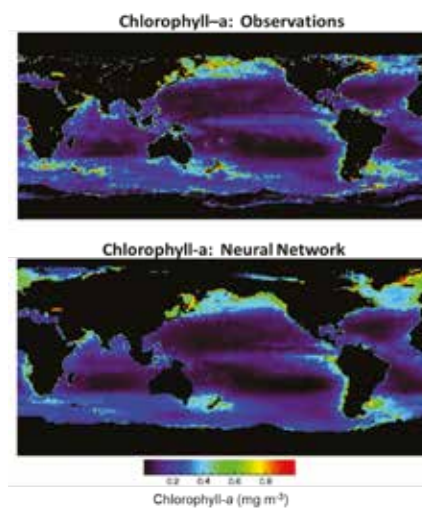 Chlorophyll–a: Observations
Chlorophyll-a: Neural Network
0.2 0.4 0.6 0.8
Chlorophyll-a (mg m-3)